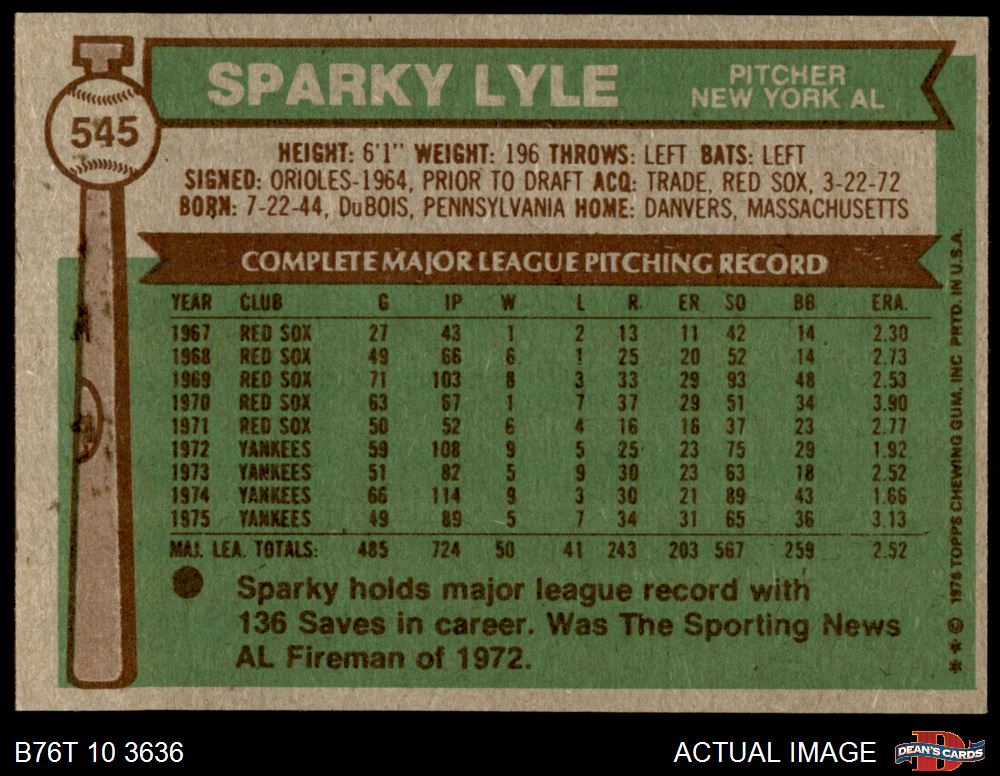 545
SPARKY LYLE
PITCHER
NEW YORK AL
HEIGHT: 6'1" WEIGHT: 196 THROWS: LEFT BATS: LEFT
SIGNED: ORIOLES-1964, PRIOR TO DRAFT ACQ: TRADE, RED SOX, 3-22-72
BORN: 7-22-44, DuBOIS, PENNSYLVANIA HOME: DANVERS, MASSACHUSETTS
COMPLETE MAJOR LEAGUE PITCHING RECORD
YEAR CLUB G IP W L R ER SO BB ERA.
1967 RED SOX 27 43 1 2 13 11 42 14 2.30
1968 RED SOX 49 66 6 1 25 20 52 14 2.73
1969 RED SOX 71 103 8 3 33 29 93 48 2.53
1970 RED SOX 63 67 1 7 37 29 51 34 3.90
1971 RED SOX 50 52 6 4 16 16 37 23 2.77
1972 YANKEES 59 108 9 5 25 23 75 29 1.92
1973 YANKEES 51 82 5 9 30 23 63 18 2.52
1974 YANKEES 66 114 9 3 30 21 89 43 1.66
1975 YANKEES 49 89 5 7 34 31 65 36 3.13
MAJ. LEA. TOTALS: 485 724 50 41 243 203 567 259 2.52
Sparky holds major league record with
136 Saves in career. Was The Sporting News
AL Fireman of 1972.
** © 1976 TOPPS CHEWING GUM, INC. PRTD. IN U.S.A.
B76T 10 3636
ACTUAL IMAGE
DEAN'S CARDS